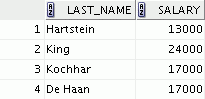 LAST_NAME SALARY
1 Hartstein 13000
2 King 24000
3 Kochhar 17000
4 De Haan 17000